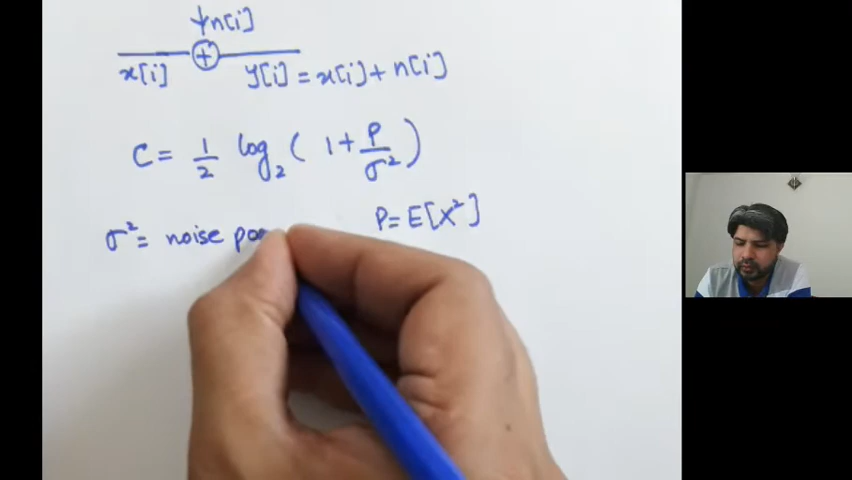 n[i]
x[i] y[i] = x[i] + n[i]
C = 1/2 log₂ ( 1 + P/σ² )
σ² = noise P = E[X²]